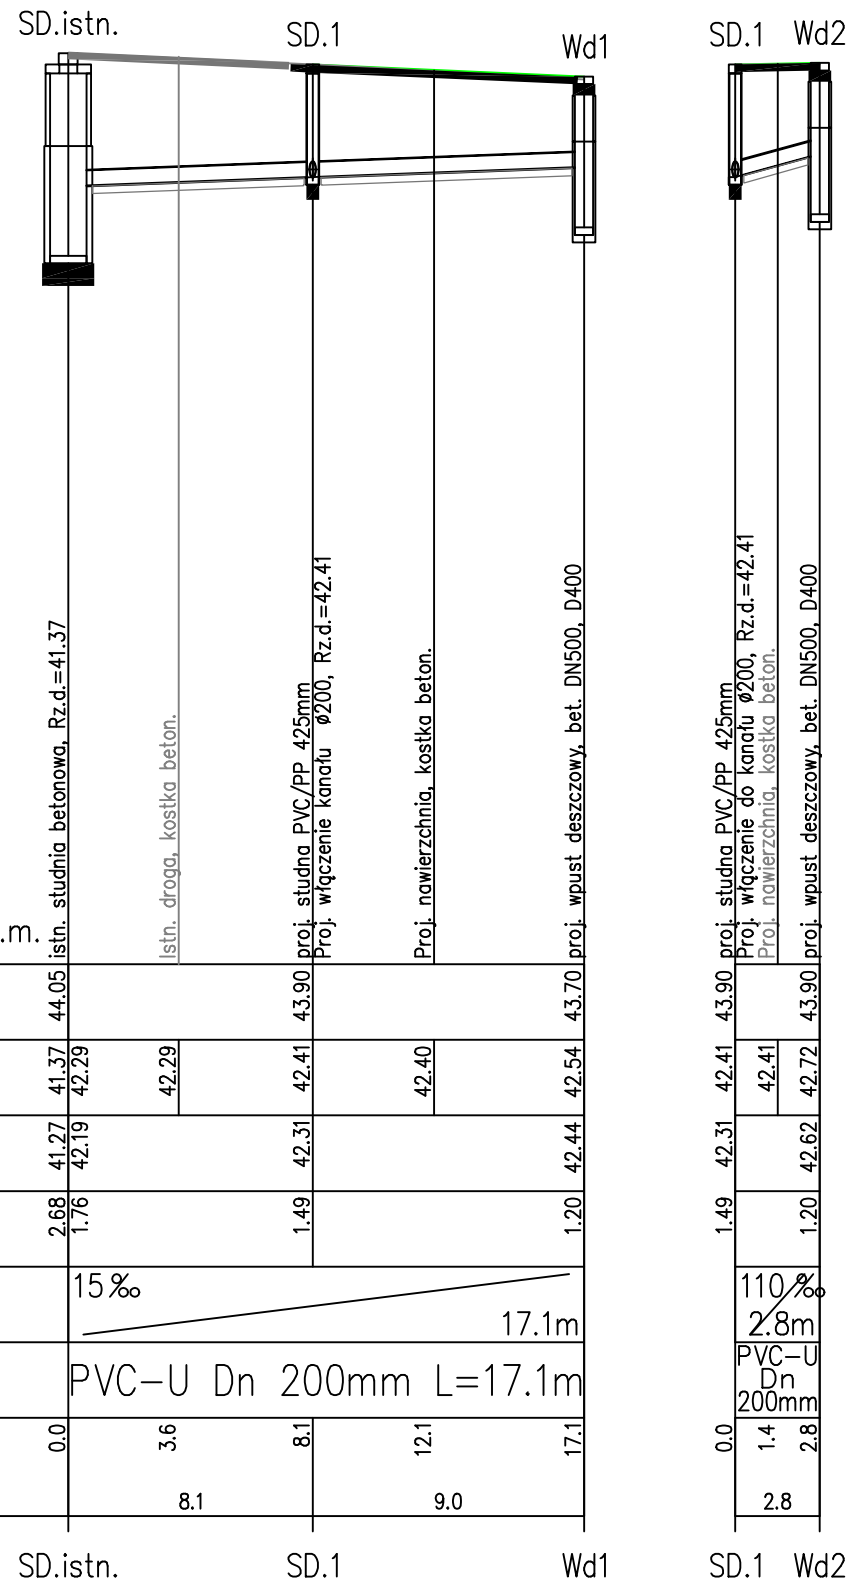 SD.istn.
SD.1
Wd1
SD.1
Wd2
istn. studnia betonowa, Rz.d.=41.37
Istn. droga, kostka beton.
proj. studna PVC/PP 425mm
Proj. włączenie kanału ø200, Rz.d.=42.41
Proj. nawierzchnia, kostka beton.
proj. wpust deszczowy, bet. DN500, D400
proj. studna PVC/PP 425mm
Proj. włączenie do kanału ø200, Rz.d.=42.41
Proj. nawierzchnia, kostka beton.
proj. wpust deszczowy, bet. DN500, D400
.m.
44.05 43.90 43.70 43.90 43.90
41.37 42.29 42.29 42.41 42.40 42.54 42.41 42.41 42.72
41.27 42.19 42.31 42.44 42.31 42.62
2.68 1.76 1.49 1.20 1.49 1.20
15‰
17.1m
110‰
2.8m
PVC-U Dn 200mm L=17.1m
PVC-U
Dn
200mm
0.0 3.6 8.1 12.1 17.1 0.0 1.4 2.8
8.1 9.0 2.8
SD.istn.
SD.1
Wd1
SD.1
Wd2